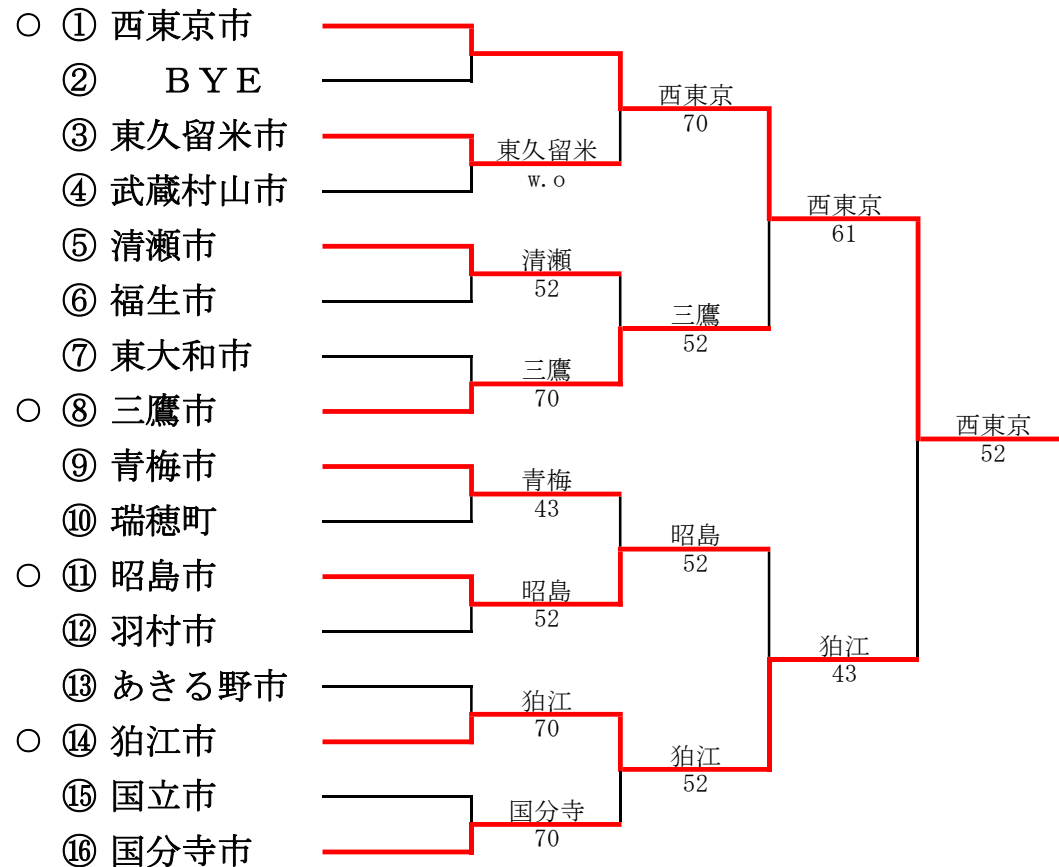 ○ ① 西東京市
② ＢＹＥ
③ 東久留米市
④ 武蔵村山市
⑤ 清瀬市
⑥ 福生市
⑦ 東大和市
○ ⑧ 三鷹市
⑨ 青梅市
⑩ 瑞穂町
○ ⑪ 昭島市
⑫ 羽村市
⑬ あきる野市
○ ⑭ 狛江市
⑮ 国立市
⑯ 国分寺市
東久留米
w.o
清瀬
52
三鷹
70
青梅
43
昭島
52
狛江
70
国分寺
70
西東京
70
三鷹
52
昭島
52
狛江
52
西東京
61
狛江
43
西東京
52